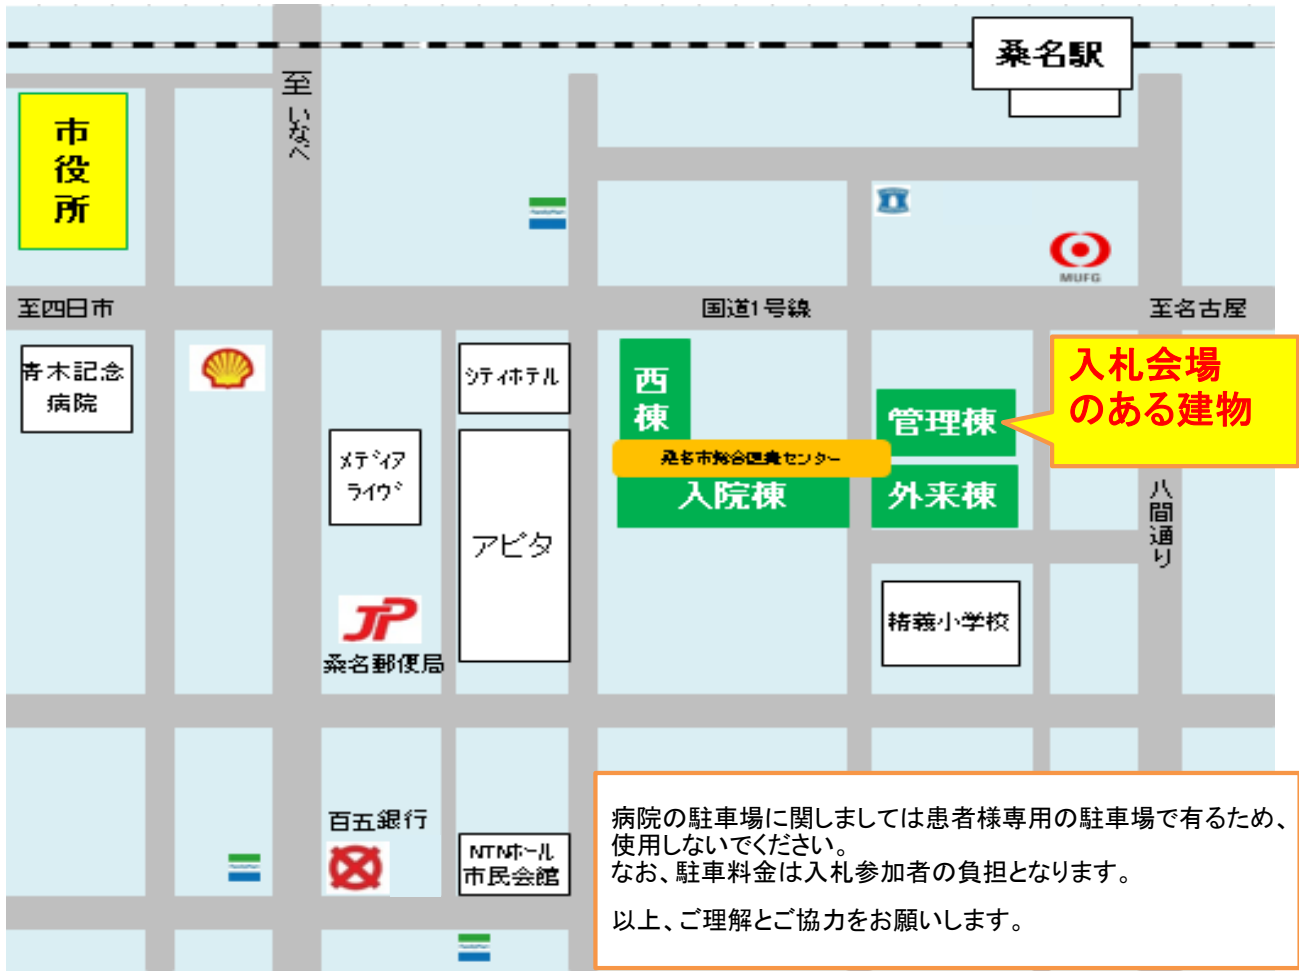 桑名駅
至いなべ
市役所
MUFG
至四日市
国道1号線
至名古屋
青木記念
病院
シティホテル
西棟
管理棟
入札会場
のある建物
桑名市総合医療センター
入院棟
外来棟
メディア
ライヴ
アピタ
八間通り
精義小学校
JP
桑名郵便局
百五銀行
NTNホール
市民会館
病院の駐車場に関しましては患者様専用の駐車場で有るため、
使用しないでください。
なお、駐車料金は入札参加者の負担となります。
以上、ご理解とご協力をお願いします。